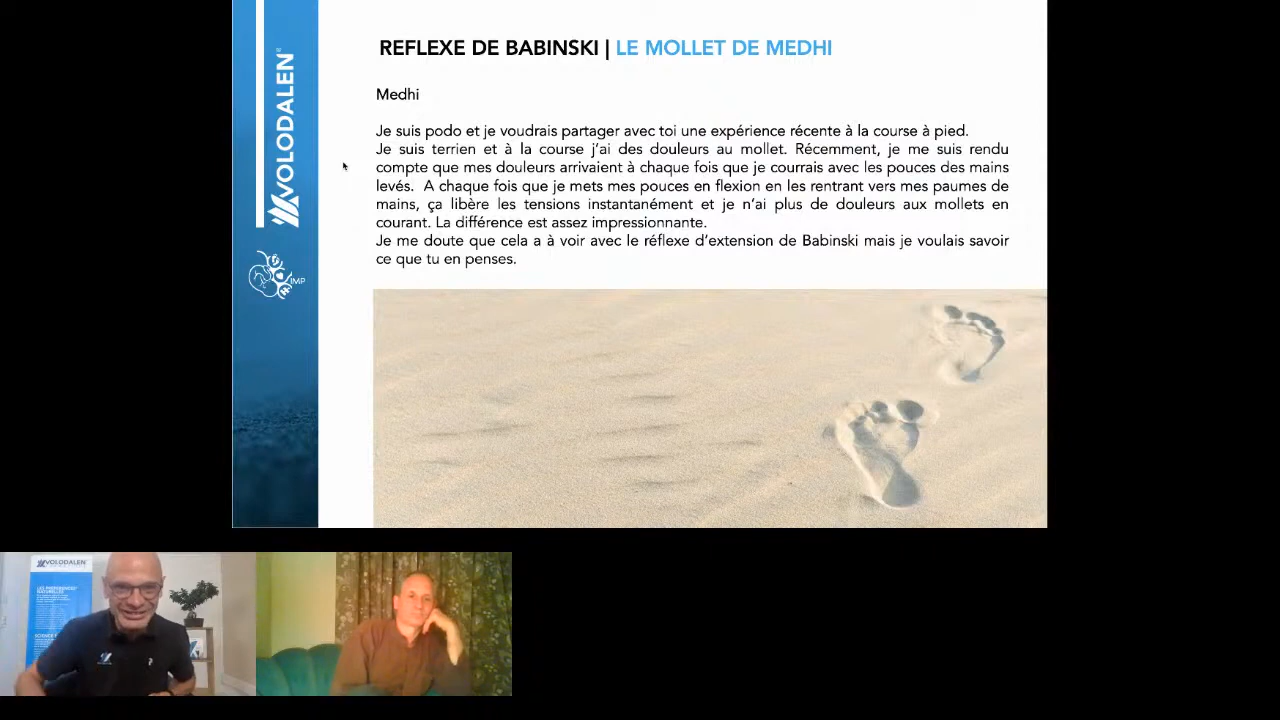 REFLEXE DE BABINSKI | LE MOLLET DE MEDHI
Medhi
Je suis podo et je voudrais partager avec toi une expérience récente à la course à pied.
Je suis terrien et à la course j'ai des douleurs au mollet. Récemment, je me suis rendu
compte que mes douleurs arrivaient à chaque fois que je courrais avec les pouces des mains
levés. A chaque fois que je mets mes pouces en flexion en les rentrant vers mes paumes de
mains, ça libère les tensions instantanément et je n'ai plus de douleurs aux mollets en
courant. La différence est assez impressionnante.
Je me doute que cela a à voir avec le réflexe d'extension de Babinski mais je voulais savoir
ce que tu en penses.
VOLODALEN
IMP
VOLODALEN
LES PRÉFÉRENCES
NATURELLES